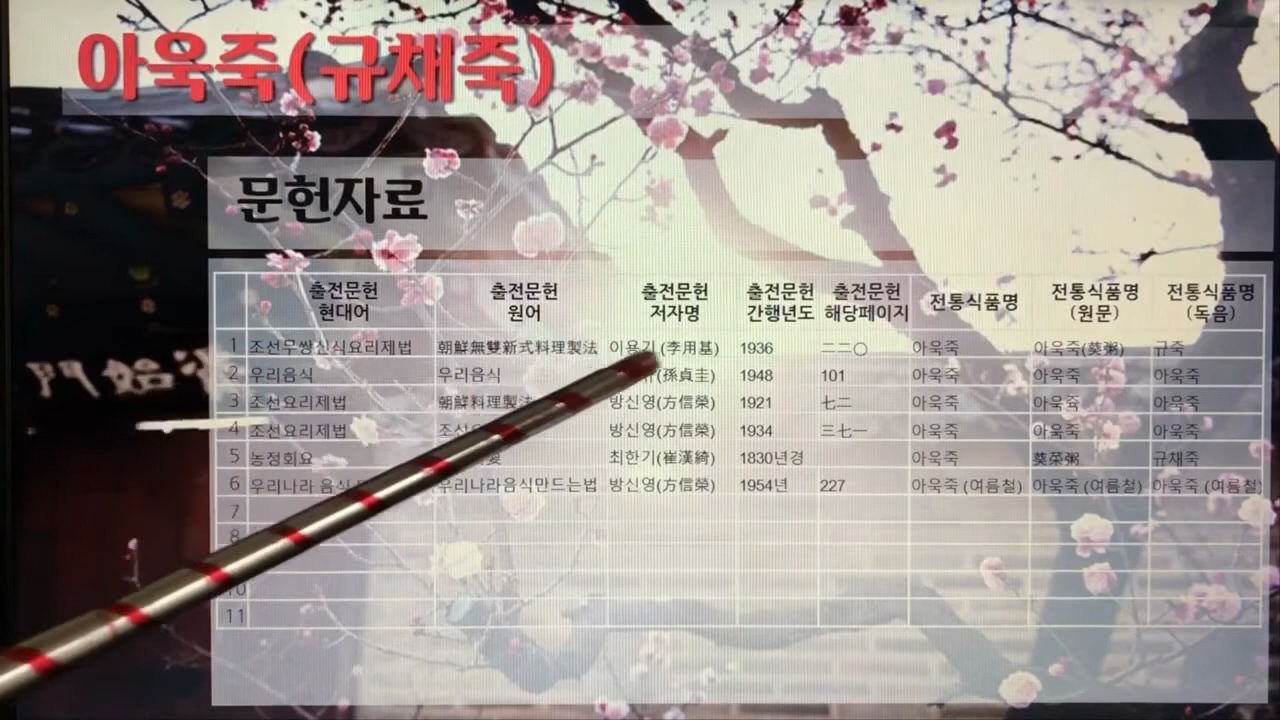 아욱죽(규채죽)
문헌자료
출전문헌 현대어 출전문헌 원어 출전문헌 저자명 출전문헌 간행년도 출전문헌 해당페이지 전통식품명 전통식품명 (원문) 전통식품명 (독음)
1 조선무쌍신식요리제법 朝鮮無雙新式料理製法 이용기 (李用基) 1936 二二〇 아욱죽 아욱죽(葵粥) 규죽
2 우리음식 우리음식 (孫貞圭) 1948 101 아욱죽 아욱죽 아욱죽
3 조선요리제법 朝鮮料理製法 방신영(方信榮) 1921 七二 아욱죽 아욱죽 아욱죽
4 조선요리제법 방신영(方信榮) 1934 三七一 아욱죽 아욱죽 아욱죽
5 농정회요 최한기(崔漢綺) 1830년경 아욱죽 葵菜粥 규채죽
6 우리나라 음식 우리나라음식만드는법 방신영(方信榮) 1954년 227 아욱죽 (여름철) 아욱죽 (여름철) 아욱죽 (여름철)
7
8
11